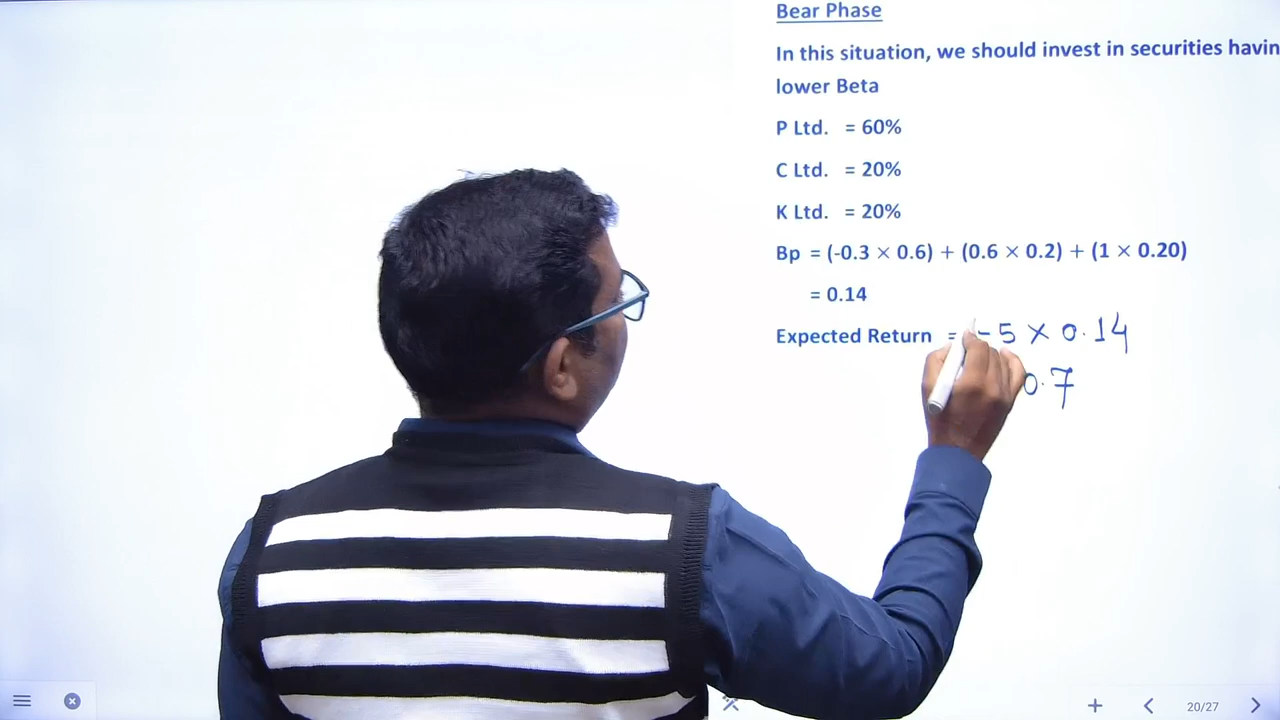 Bear Phase
In this situation, we should invest in securities havin
lower Beta
P Ltd. = 60%
C Ltd. = 20%
K Ltd. = 20%
Bp = (-0.3 × 0.6) + (0.6 × 0.2) + (1 × 0.20)
= 0.14
Expected Return = -5 × 0.14
0.7
20/27